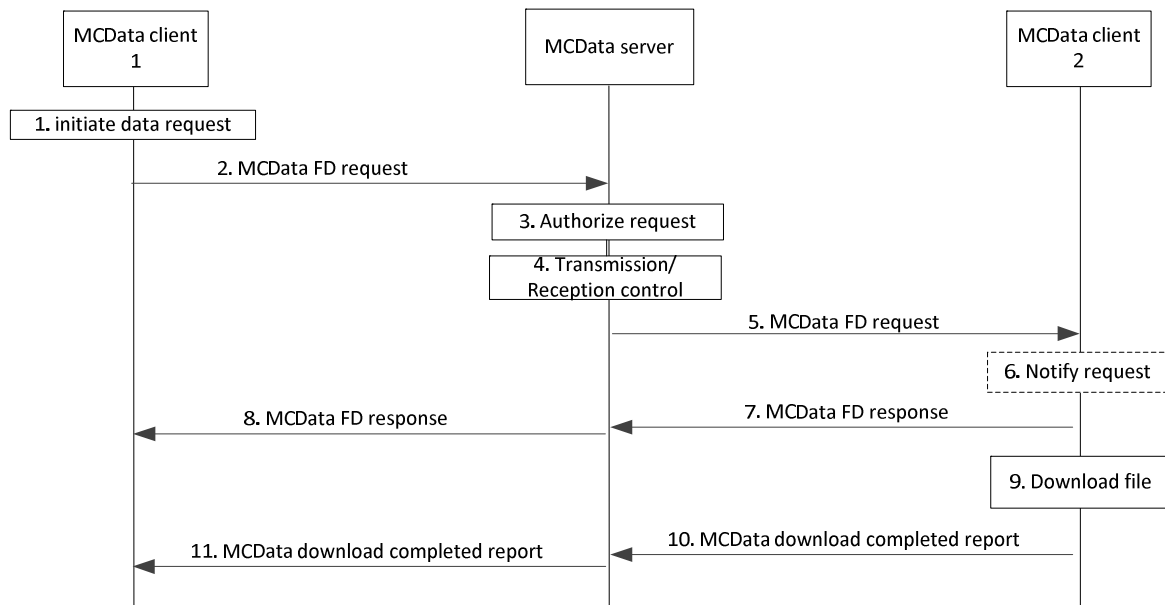 MCData client
1
MCData server
MCData client
2
1. initiate data request
2. MCData FD request
3. Authorize request
4. Transmission/
Reception control
5. MCData FD request
6. Notify request
7. MCData FD response
8. MCData FD response
9. Download file
10. MCData download completed report
11. MCData download completed report